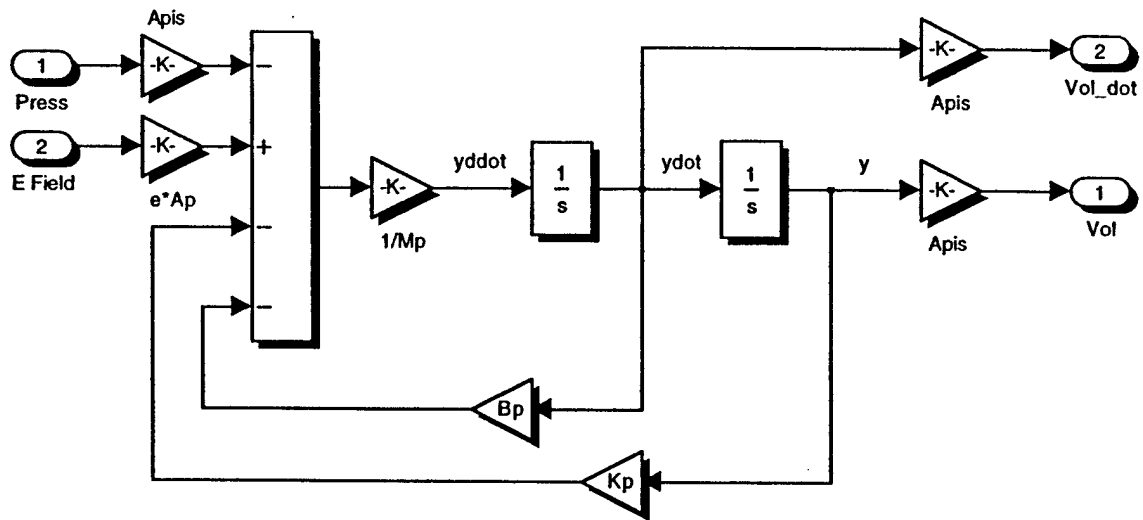 Apis
1
-K-
−
Press
2
-K-
+
E Field
e*Ap
−
−
-K-
1/Mp
yddot
1
s
ydot
1
s
y
-K-
Apis
2
Vol_dot
-K-
Apis
1
Vol
Bp
Kp